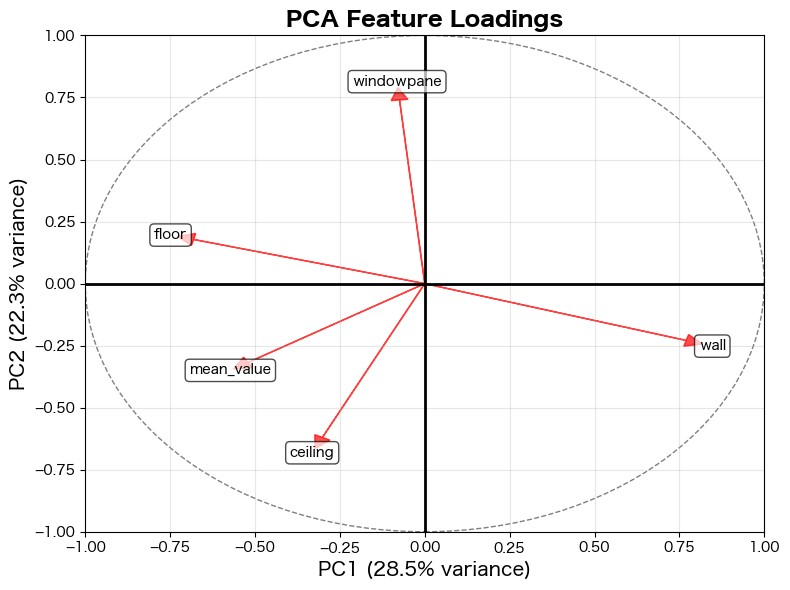 PCA Feature Loadings
PC2 (22.3% variance)
1.00
0.75
0.50
0.25
0.00
−0.25
−0.50
−0.75
−1.00
windowpane
floor
wall
mean_value
ceiling
−1.00 −0.75 −0.50 −0.25 0.00 0.25 0.50 0.75 1.00
PC1 (28.5% variance)